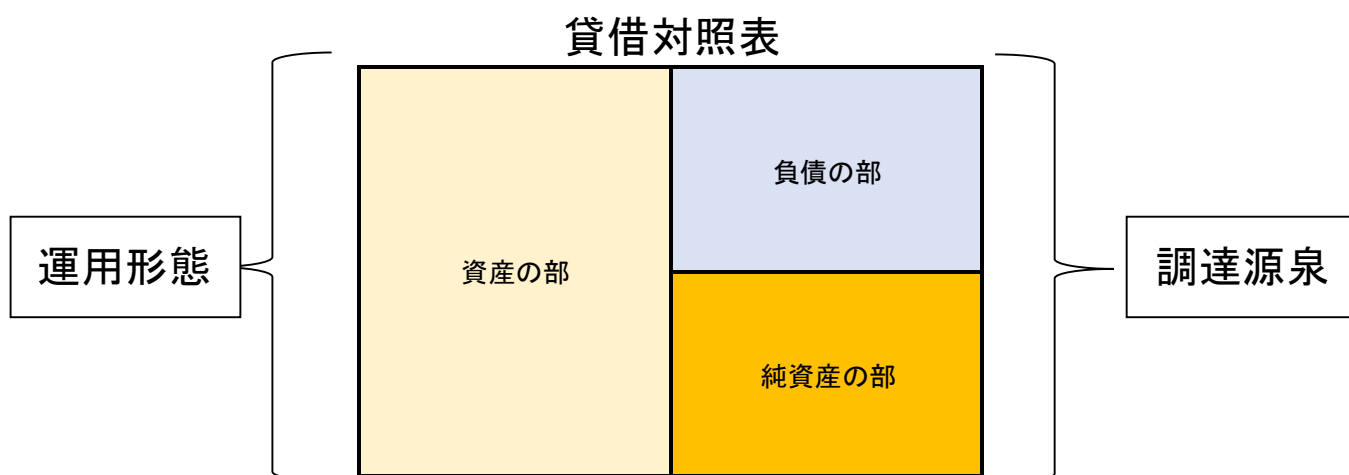 貸借対照表
運用形態
資産の部
負債の部
純資産の部
調達源泉